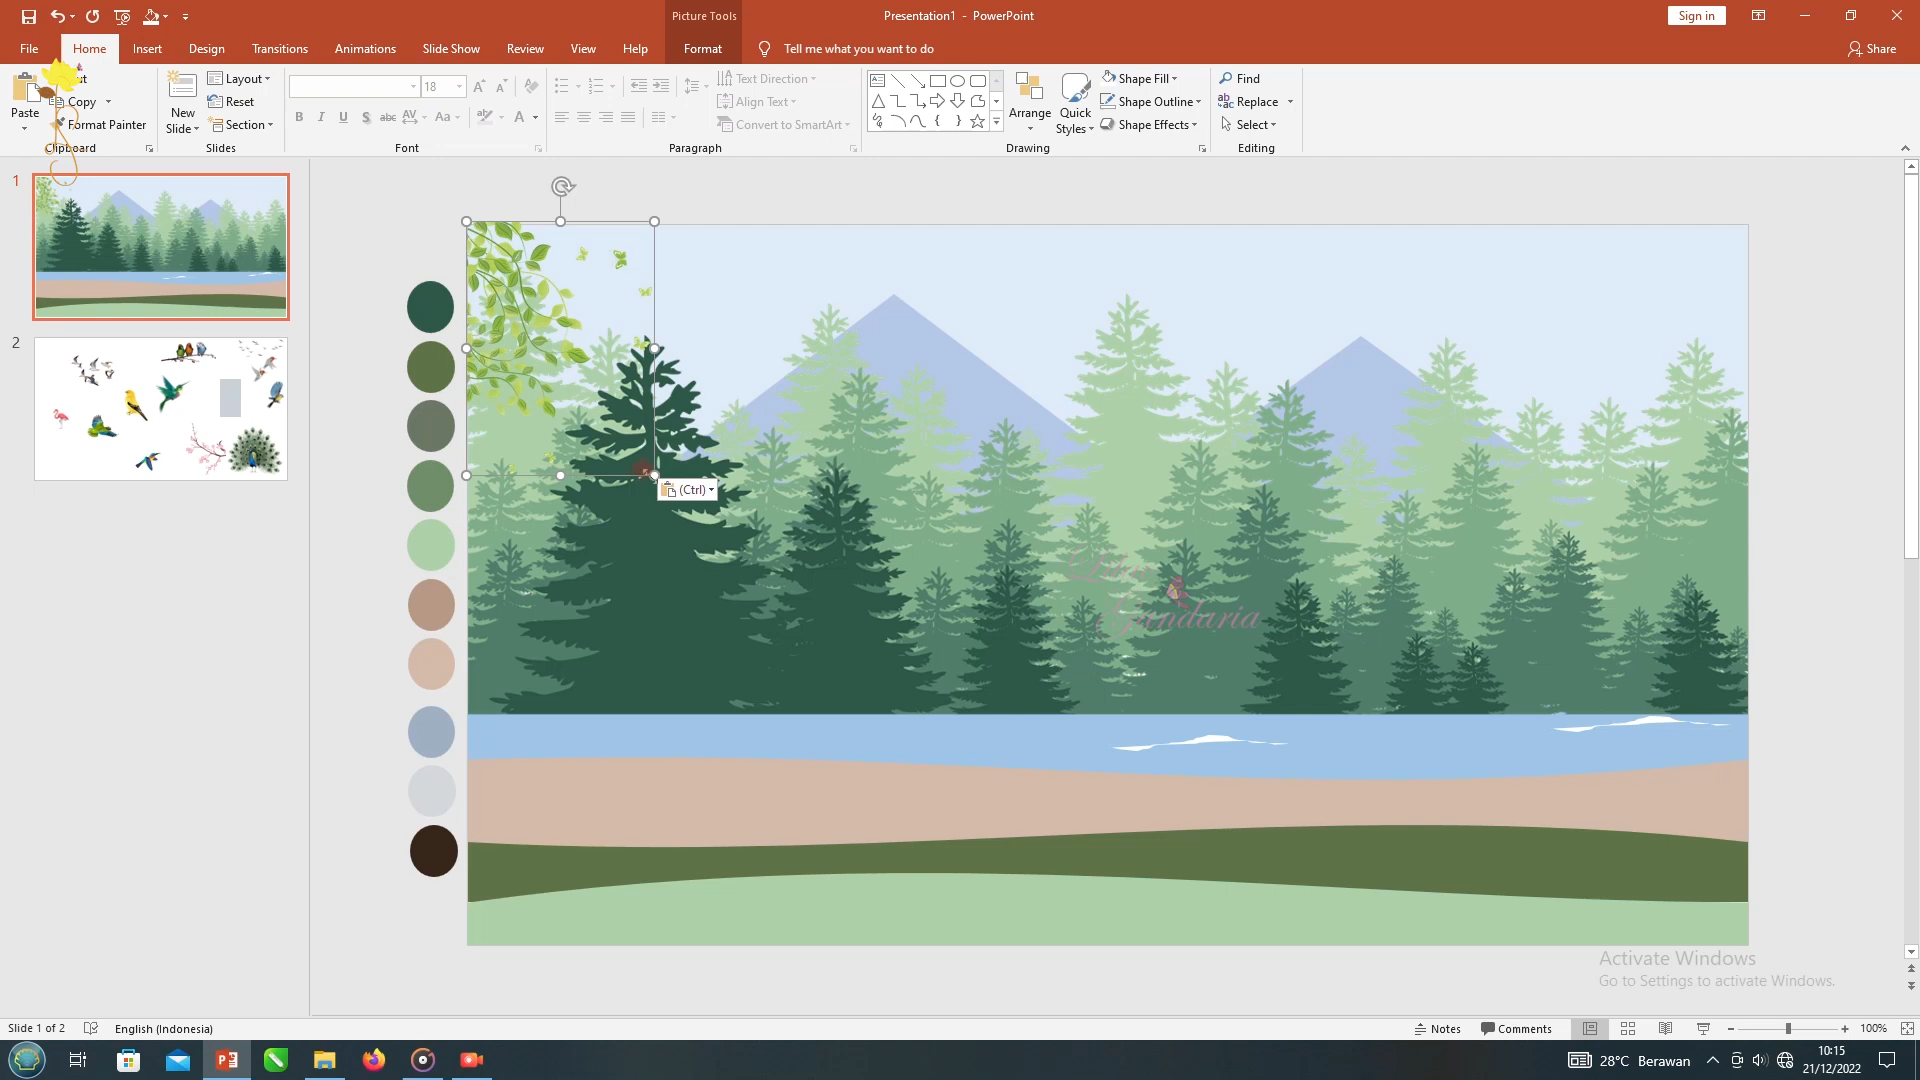 Picture Tools
Presentation1 - PowerPoint
Sign in
File Home Insert Design Transitions Animations Slide Show Review View Help Format Tell me what you want to do Share
Paste
Copy
Format Painter
Clipboard
New Slide
Layout
Reset
Section
Slides
18
B I U S abc AV Aa A
Font
Text Direction
Align Text
Convert to SmartArt
Paragraph
Arrange
Quick Styles
Shape Fill
Shape Outline
Shape Effects
Drawing
Find
Replace
Select
Editing
1
2
(Ctrl)
Gandaria
Activate Windows
Go to Settings to activate Windows.
Slide 1 of 2 English (Indonesia) Notes Comments 100%
28°C Berawan
10:15
21/12/2022